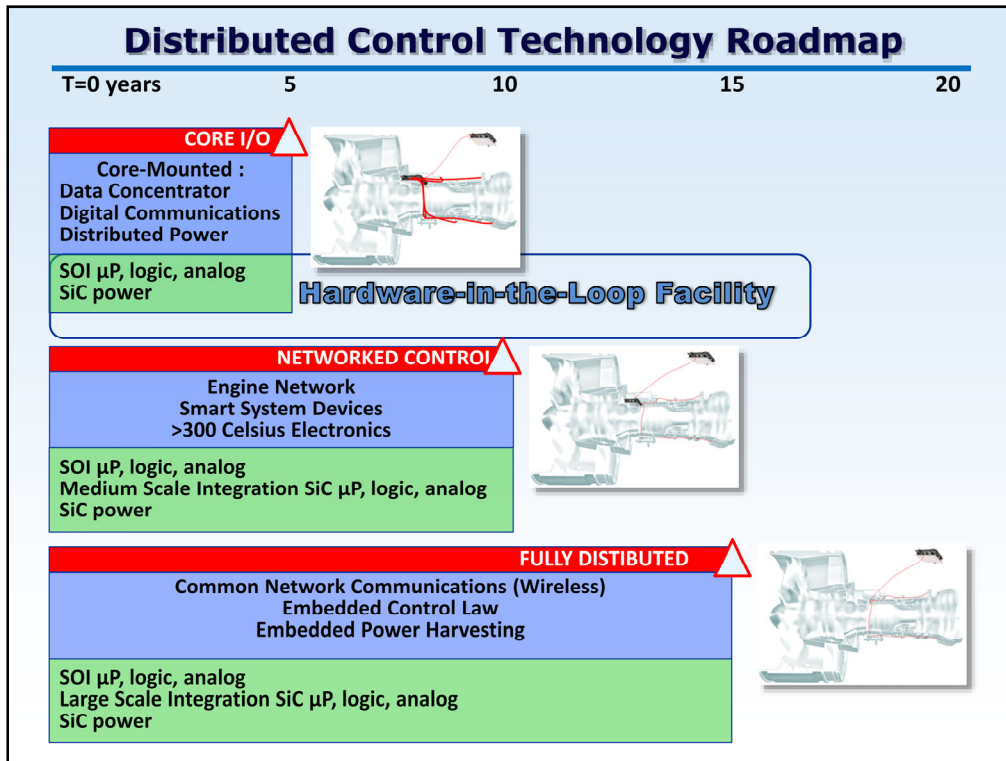 Distributed Control Technology Roadmap
T=0 years 5 10 15 20
CORE I/O
Core-Mounted :
Data Concentrator
Digital Communications
Distributed Power
SOI µP, logic, analog
SiC power
Hardware-in-the-Loop Facility
NETWORKED CONTROL
Engine Network
Smart System Devices
>300 Celsius Electronics
SOI µP, logic, analog
Medium Scale Integration SiC µP, logic, analog
SiC power
FULLY DISTIBUTED
Common Network Communications (Wireless)
Embedded Control Law
Embedded Power Harvesting
SOI µP, logic, analog
Large Scale Integration SiC µP, logic, analog
SiC power